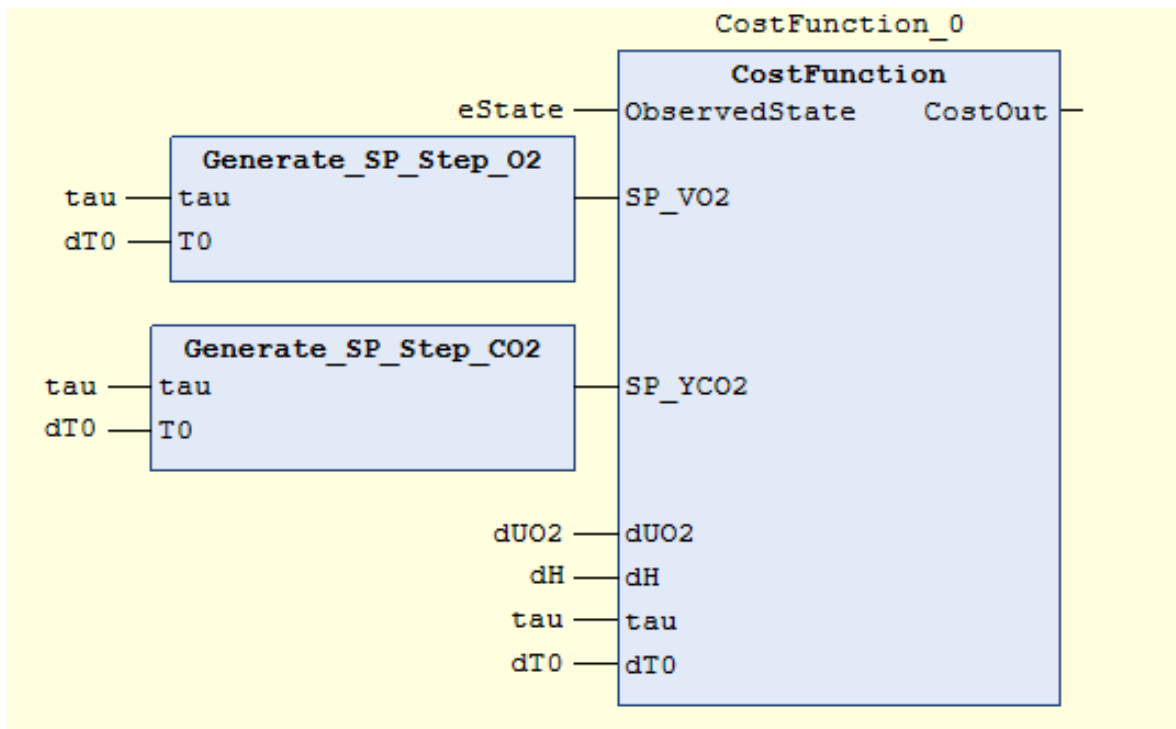 CostFunction_0
CostFunction
eState ObservedState CostOut
Generate_SP_Step_O2
tau tau SP_VO2
dT0 T0
Generate_SP_Step_CO2
tau tau SP_YCO2
dT0 T0
dUO2 dUO2
dH dH
tau tau
dT0 dT0